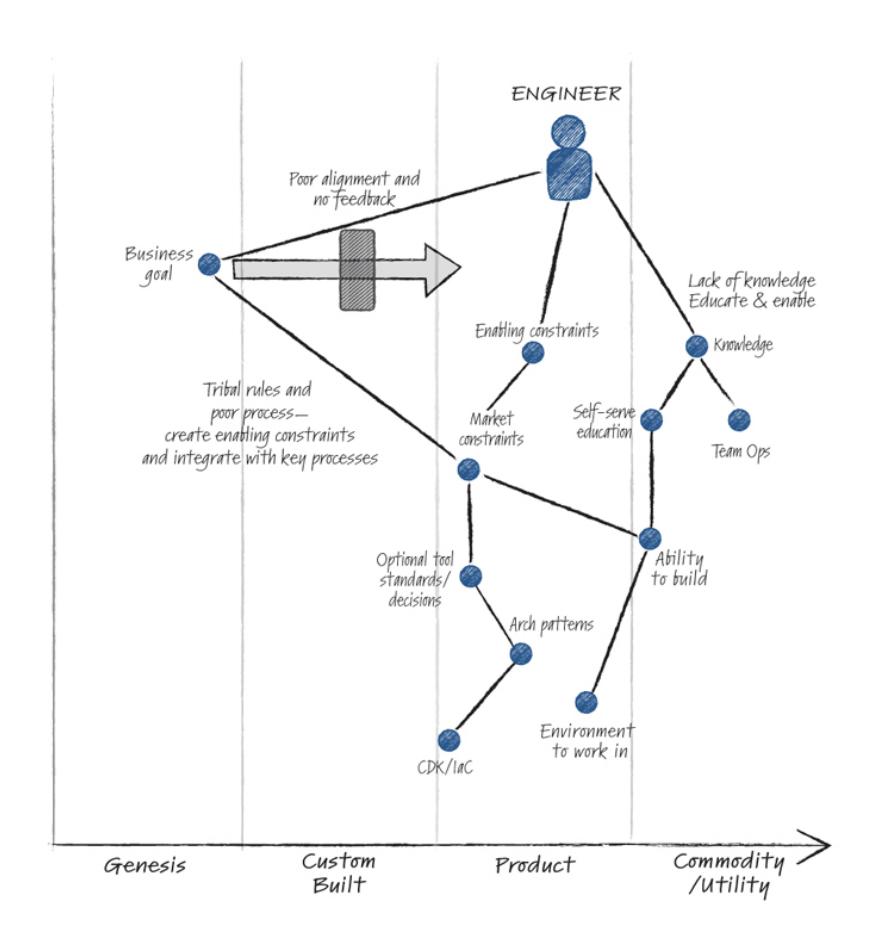 ENGINEER
Poor alignment and
no feedback
Business
goal
Lack of knowledge
Educate & enable
Enabling constraints
Knowledge
Tribal rules and
poor process—
create enabling constraints
and integrate with key processes
Market
constraints
Self-serve
education
Team Ops
Optional tool
standards/
decisions
Ability
to build
Arch patterns
Environment
to work in
CDK/IaC
Genesis
Custom
Built
Product
Commodity
/Utility